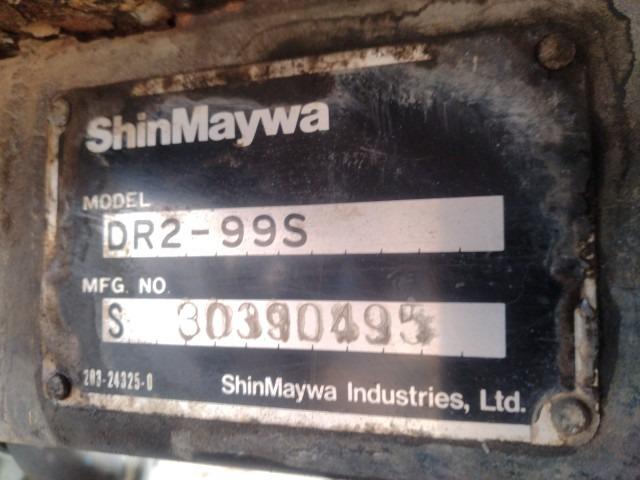 ShinMaywa
MODEL
DR2-99S
MFG. NO.
S 30390495
203-24325-0
ShinMaywa Industries, Ltd.